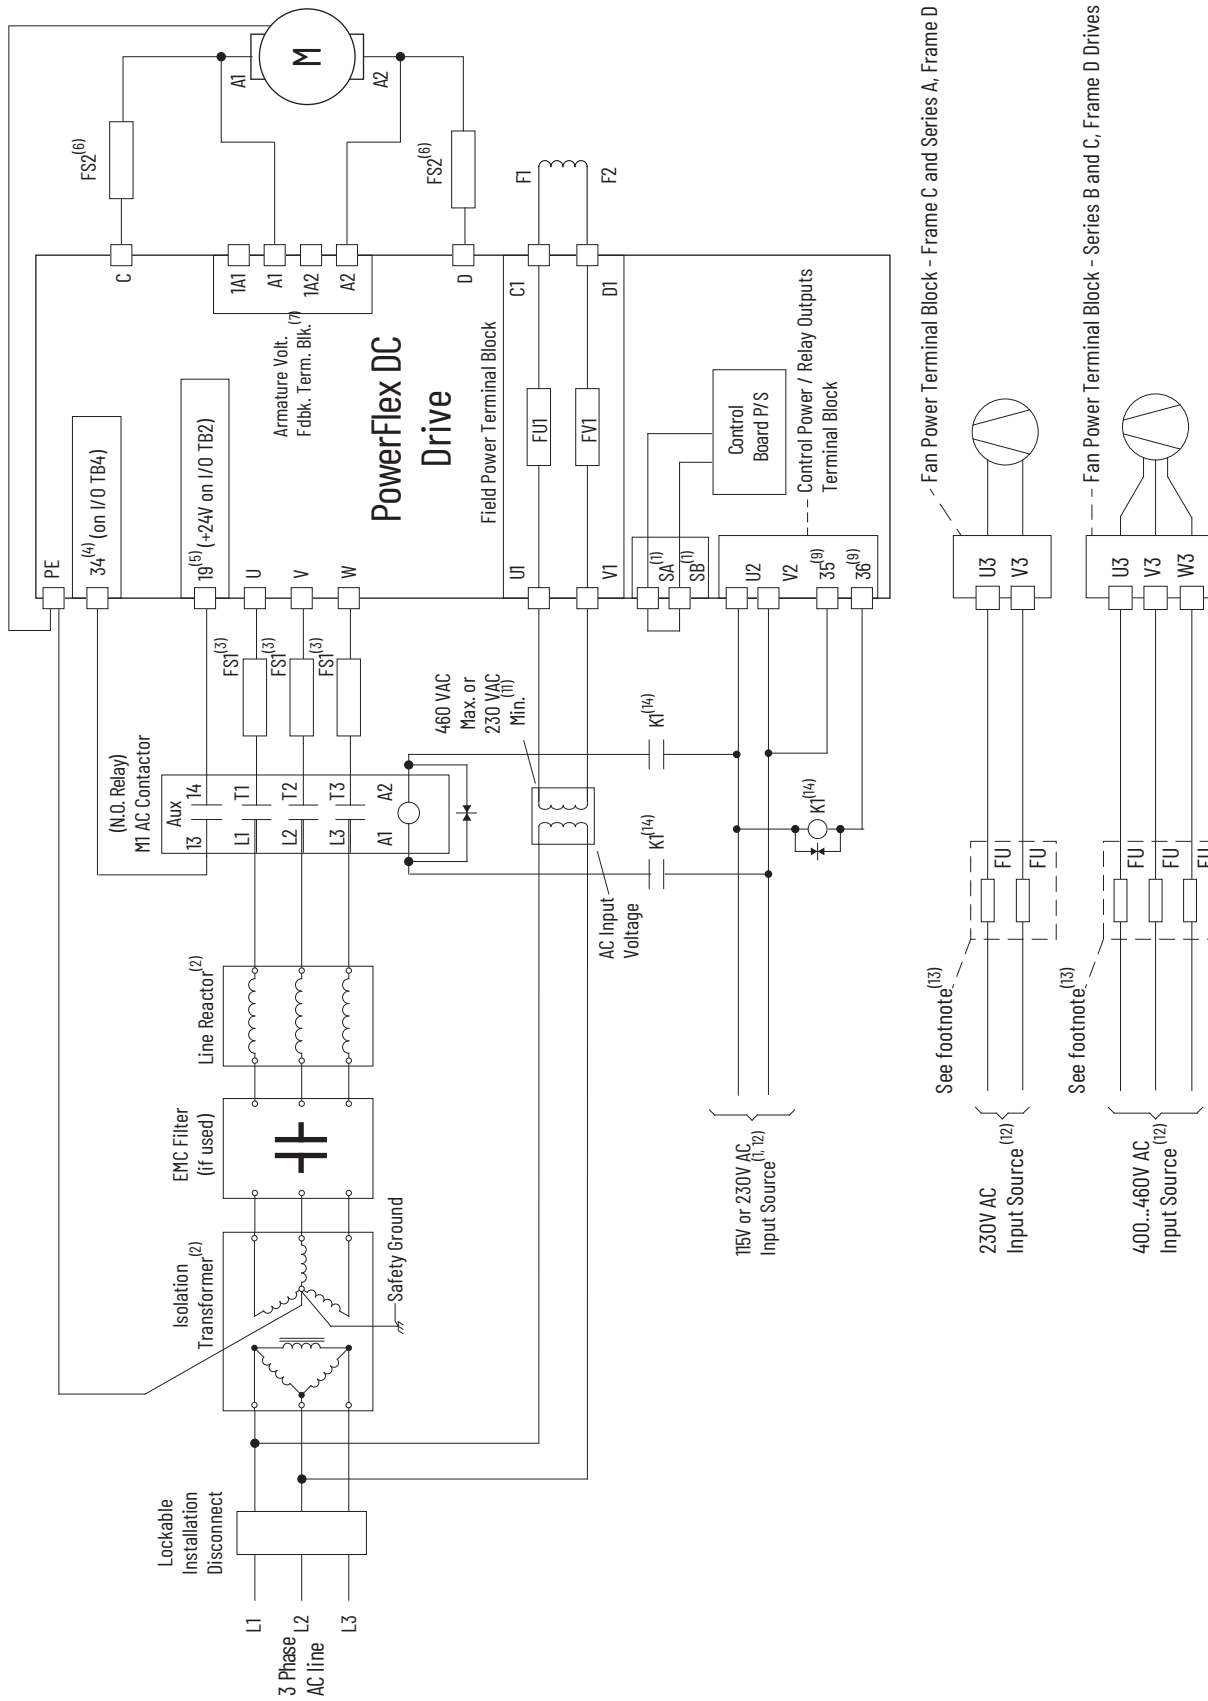 3 Phase
AC line
L1
L2
L3
Lockable
Installation
Disconnect
Isolation
Transformer(2)
Safety Ground
EMC Filter
(if used)
Line Reactor(2)
(N.O. Relay)
M1 AC Contactor
Aux
13
14
L1
T1
L2
T2
L3
T3
A1
A2
FS1(3)
FS1(3)
FS1(3)
PE
34(4) (on I/O TB4)
19(5) (+24V on I/O TB2)
U
V
W
PowerFlex DC
Drive
Armature Volt.
Fdbk. Term. Blk.(7)
C
1A1
A1
1A2
A2
D
FS2(6)
FS2(6)
A1
M
A2
Field Power Terminal Block
U1
V1
FU1
FV1
C1
D1
F1
F2
460 VAC
Max. or
230 VAC
Min.(11)
AC Input
Voltage
SA(1)
SB(1)
Control
Board P/S
U2
V2
35(9)
36(9)
Control Power / Relay Outputs
Terminal Block
K1(14)
K1(14)
K1(14)
115V or 230V AC
Input Source(1, 12)
230V AC
Input Source(12)
See footnote(13)
FU
FU
U3
V3
Fan Power Terminal Block - Frame C and Series A, Frame D
400...460V AC
Input Source(12)
See footnote(13)
FU
FU
FU
U3
V3
W3
Fan Power Terminal Block - Series B and C, Frame D Drives